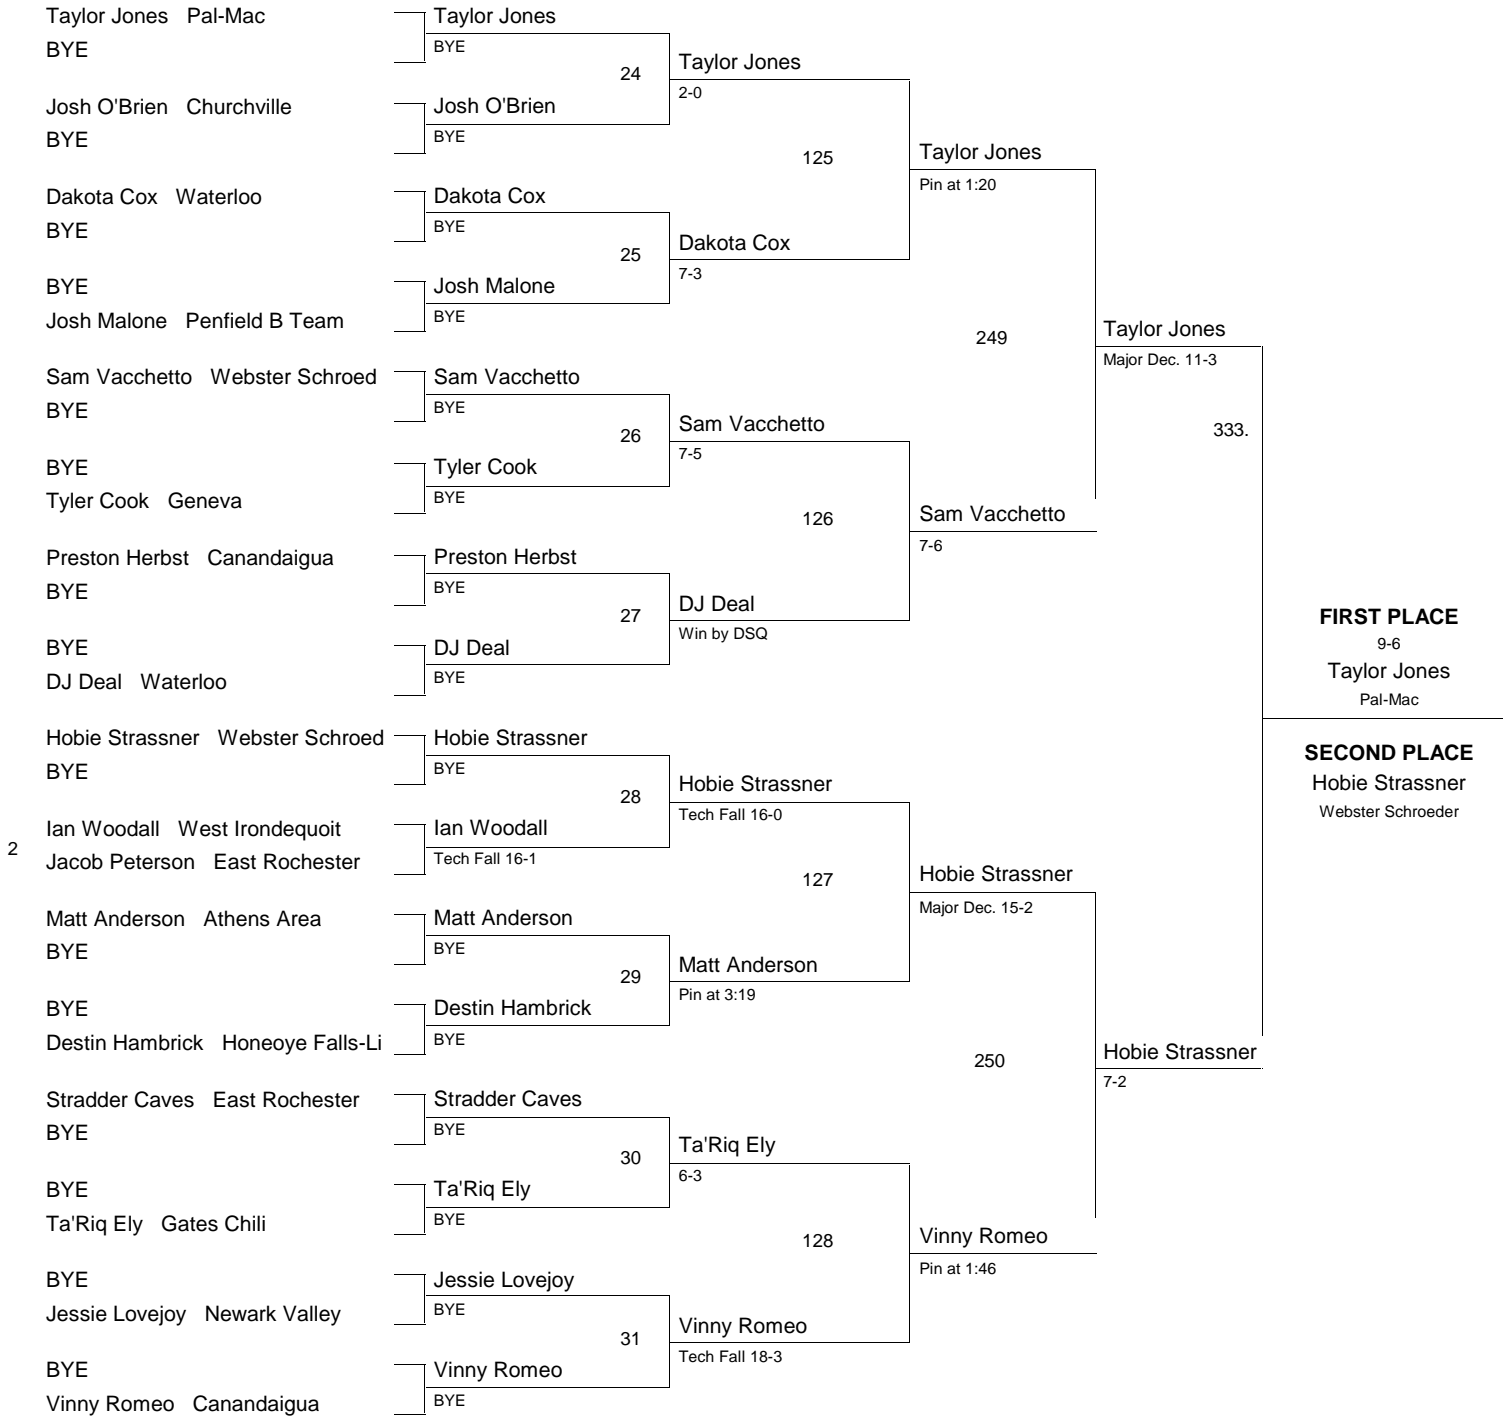 Taylor Jones Pal-Mac
BYE
Josh O'Brien Churchville
BYE
Dakota Cox Waterloo
BYE
BYE
Josh Malone Penfield B Team
Sam Vacchetto Webster Schroed
BYE
BYE
Tyler Cook Geneva
Preston Herbst Canandaigua
BYE
BYE
DJ Deal Waterloo
Hobie Strassner Webster Schroed
BYE
2
Ian Woodall West Irondequoit
Jacob Peterson East Rochester
Matt Anderson Athens Area
BYE
BYE
Destin Hambrick Honeoye Falls-Li
Stradder Caves East Rochester
BYE
BYE
Ta'Riq Ely Gates Chili
BYE
Jessie Lovejoy Newark Valley
BYE
Vinny Romeo Canandaigua
Taylor Jones
BYE
24
Josh O'Brien
BYE
Dakota Cox
BYE
25
Josh Malone
BYE
Sam Vacchetto
BYE
26
Tyler Cook
BYE
Preston Herbst
BYE
27
DJ Deal
BYE
Hobie Strassner
BYE
28
Ian Woodall
Tech Fall 16-1
Matt Anderson
BYE
29
Destin Hambrick
BYE
Stradder Caves
BYE
30
Ta'Riq Ely
BYE
Jessie Lovejoy
BYE
31
Vinny Romeo
BYE
Taylor Jones
2-0
125
Dakota Cox
7-3
Sam Vacchetto
7-5
126
DJ Deal
Win by DSQ
Hobie Strassner
Tech Fall 16-0
127
Matt Anderson
Pin at 3:19
Ta'Riq Ely
6-3
128
Vinny Romeo
Tech Fall 18-3
Taylor Jones
Pin at 1:20
249
Sam Vacchetto
7-6
Hobie Strassner
Major Dec. 15-2
250
Vinny Romeo
Pin at 1:46
Taylor Jones
Major Dec. 11-3
333.
Hobie Strassner
7-2
FIRST PLACE
9-6
Taylor Jones
Pal-Mac
SECOND PLACE
Hobie Strassner
Webster Schroeder